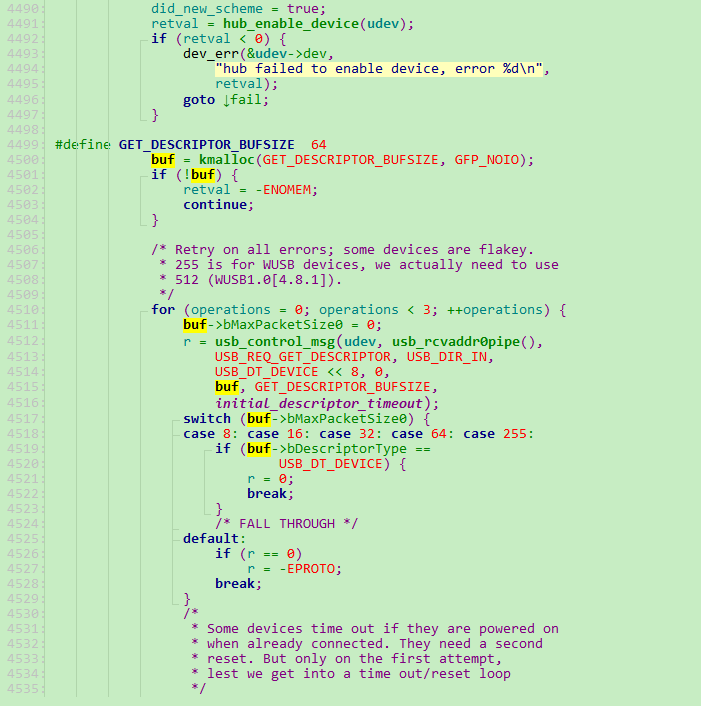 4490: did_new_scheme = true;
4491: retval = hub_enable_device(udev);
4492: if (retval < 0) {
4493: dev_err(&udev->dev,
4494: "hub failed to enable device, error %d\n",
4495: retval);
4496: goto ↓fail;
4497: }
4498:
4499: #define GET_DESCRIPTOR_BUFSIZE 64
4500: buf = kmalloc(GET_DESCRIPTOR_BUFSIZE, GFP_NOIO);
4501: if (!buf) {
4502: retval = -ENOMEM;
4503: continue;
4504: }
4505:
4506: /* Retry on all errors; some devices are flakey.
4507: * 255 is for WUSB devices, we actually need to use
4508: * 512 (WUSB1.0[4.8.1]).
4509: */
4510: for (operations = 0; operations < 3; ++operations) {
4511: buf->bMaxPacketSize0 = 0;
4512: r = usb_control_msg(udev, usb_rcvaddr0pipe(),
4513: USB_REQ_GET_DESCRIPTOR, USB_DIR_IN,
4514: USB_DT_DEVICE << 8, 0,
4515: buf, GET_DESCRIPTOR_BUFSIZE,
4516: initial_descriptor_timeout);
4517: switch (buf->bMaxPacketSize0) {
4518: case 8: case 16: case 32: case 64: case 255:
4519: if (buf->bDescriptorType ==
4520: USB_DT_DEVICE) {
4521: r = 0;
4522: break;
4523: }
4524: /* FALL THROUGH */
4525: default:
4526: if (r == 0)
4527: r = -EPROTO;
4528: break;
4529: }
4530: /*
4531: * Some devices time out if they are powered on
4532: * when already connected. They need a second
4533: * reset. But only on the first attempt,
4534: * lest we get into a time out/reset loop
4535: */